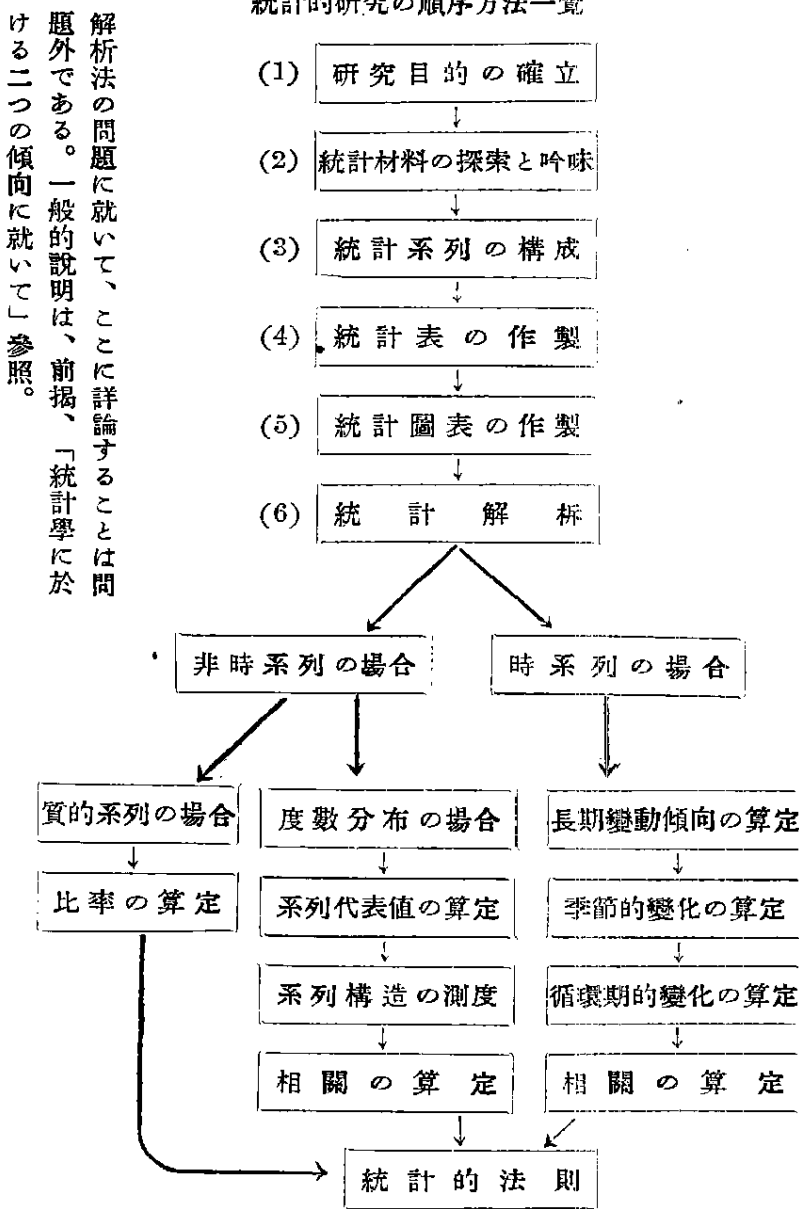 統計的研究の順序方法一覽
(1) 研究目的の確立
(2) 統計材料の探索と吟味
(3) 統計系列の構成
(4) 統計表の作製
(5) 統計圖表の作製
(6) 統計解析
非時系列の場合
時系列の場合
質的系列の場合
度數分布の場合
長期變動傾向の算定
比率の算定
系列代表値の算定
季節的變化の算定
系列構造の測度
循環期的變化の算定
相關の算定
相關の算定
統計的法則
解析法の問題に就いて、ここに詳論することは問
題外である。一般的說明は、前揭、「統計學に於
ける二つの傾向に就いて」參照。